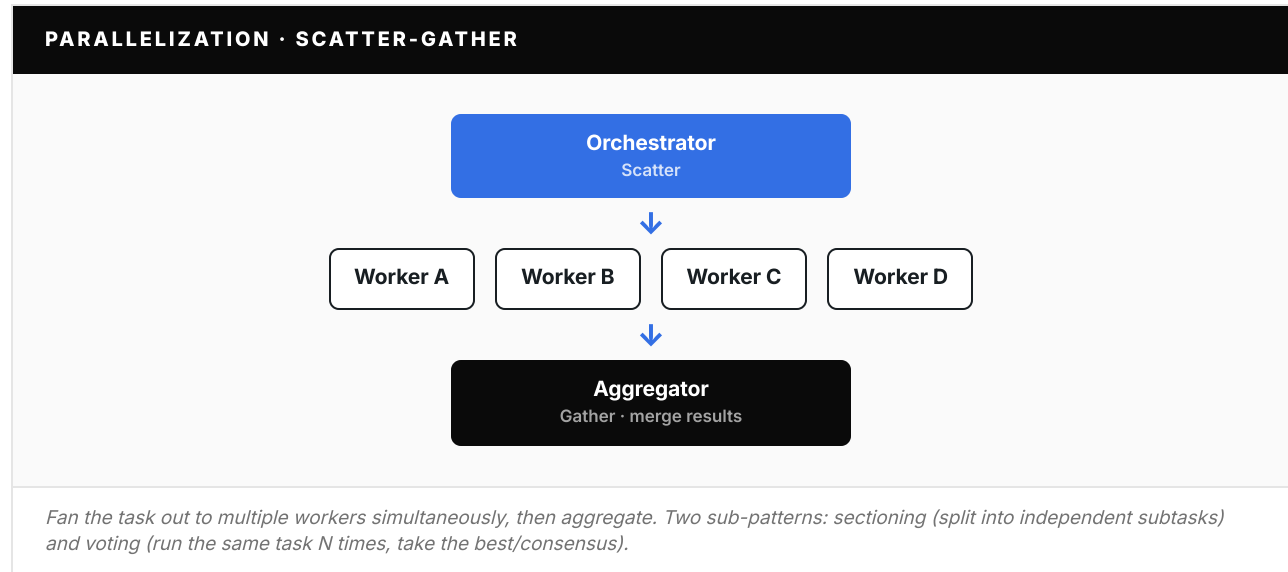 PARALLELIZATION · SCATTER-GATHER
Orchestrator
Scatter
Worker A
Worker B
Worker C
Worker D
Aggregator
Gather · merge results
Fan the task out to multiple workers simultaneously, then aggregate. Two sub-patterns: sectioning (split into independent subtasks)
and voting (run the same task N times, take the best/consensus).